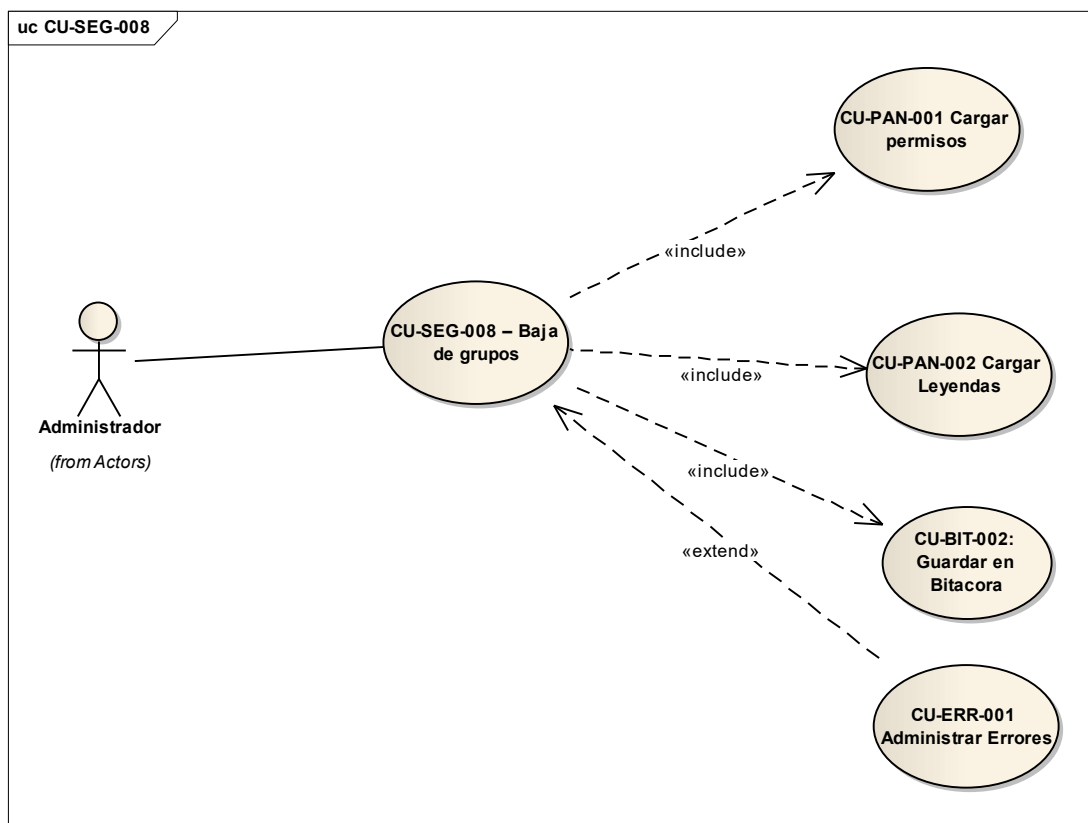 uc CU-SEG-008
CU-PAN-001 Cargar
permisos
«include»
CU-SEG-008 – Baja
de grupos
Administrador
(from Actors)
«include»
CU-PAN-002 Cargar
Leyendas
«include»
CU-BIT-002:
Guardar en
Bitacora
«extend»
CU-ERR-001
Administrar Errores